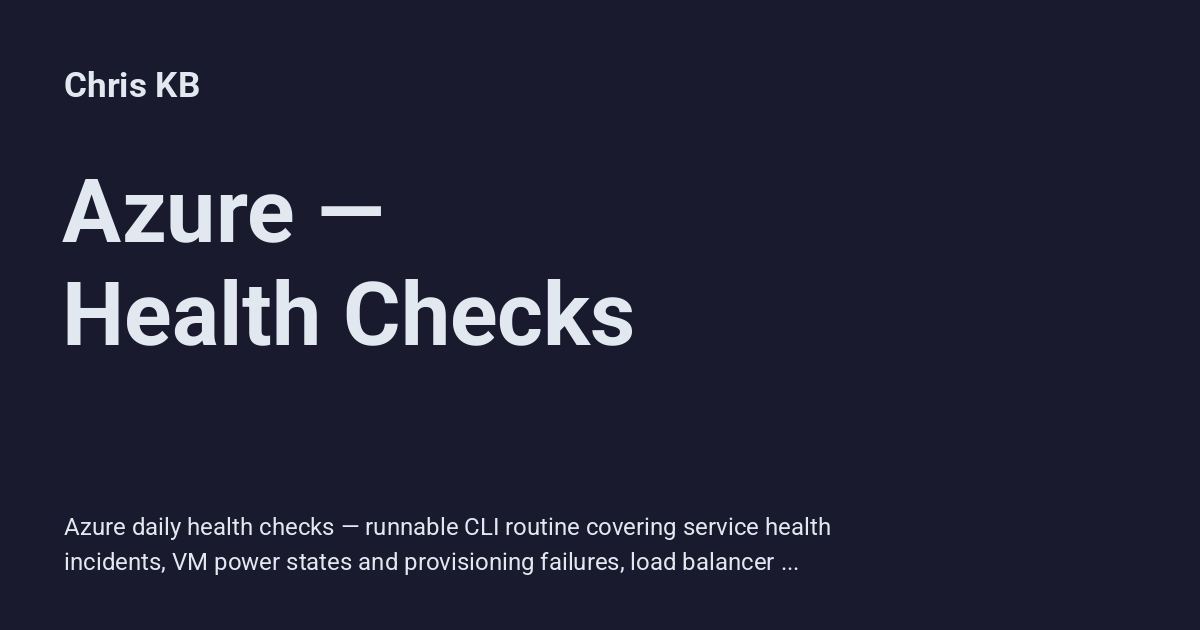 Chris KB
Azure —
Health Checks
Azure daily health checks — runnable CLI routine covering service health
incidents, VM power states and provisioning failures, load balancer ...